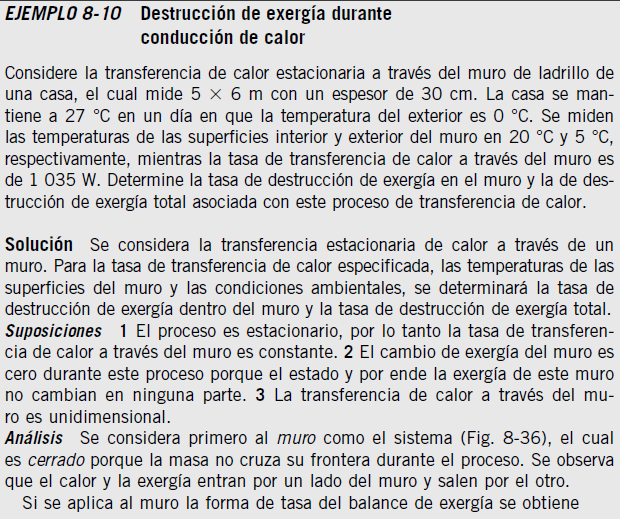 EJEMPLO 8-10 Destrucción de exergía durante
conducción de calor
Considere la transferencia de calor estacionaria a través del muro de ladrillo de
una casa, el cual mide 5 × 6 m con un espesor de 30 cm. La casa se man-
tiene a 27 °C en un día en que la temperatura del exterior es 0 °C. Se miden
las temperaturas de las superficies interior y exterior del muro en 20 °C y 5 °C,
respectivamente, mientras la tasa de transferencia de calor a través del muro es
de 1 035 W. Determine la tasa de destrucción de exergía en el muro y la de des-
trucción de exergía total asociada con este proceso de transferencia de calor.
Solución Se considera la transferencia estacionaria de calor a través de un
muro. Para la tasa de transferencia de calor especificada, las temperaturas de las
superficies del muro y las condiciones ambientales, se determinará la tasa de
destrucción de exergía dentro del muro y la tasa de destrucción de exergía total.
Suposiciones 1 El proceso es estacionario, por lo tanto la tasa de transferen-
cia de calor a través del muro es constante. 2 El cambio de exergía del muro es
cero durante este proceso porque el estado y por ende la exergía de este muro
no cambian en ninguna parte. 3 La transferencia de calor a través del mu-
ro es unidimensional.
Análisis Se considera primero al muro como el sistema (Fig. 8-36), el cual
es cerrado porque la masa no cruza su frontera durante el proceso. Se observa
que el calor y la exergía entran por un lado del muro y salen por el otro.
Si se aplica al muro la forma de tasa del balance de exergía se obtiene